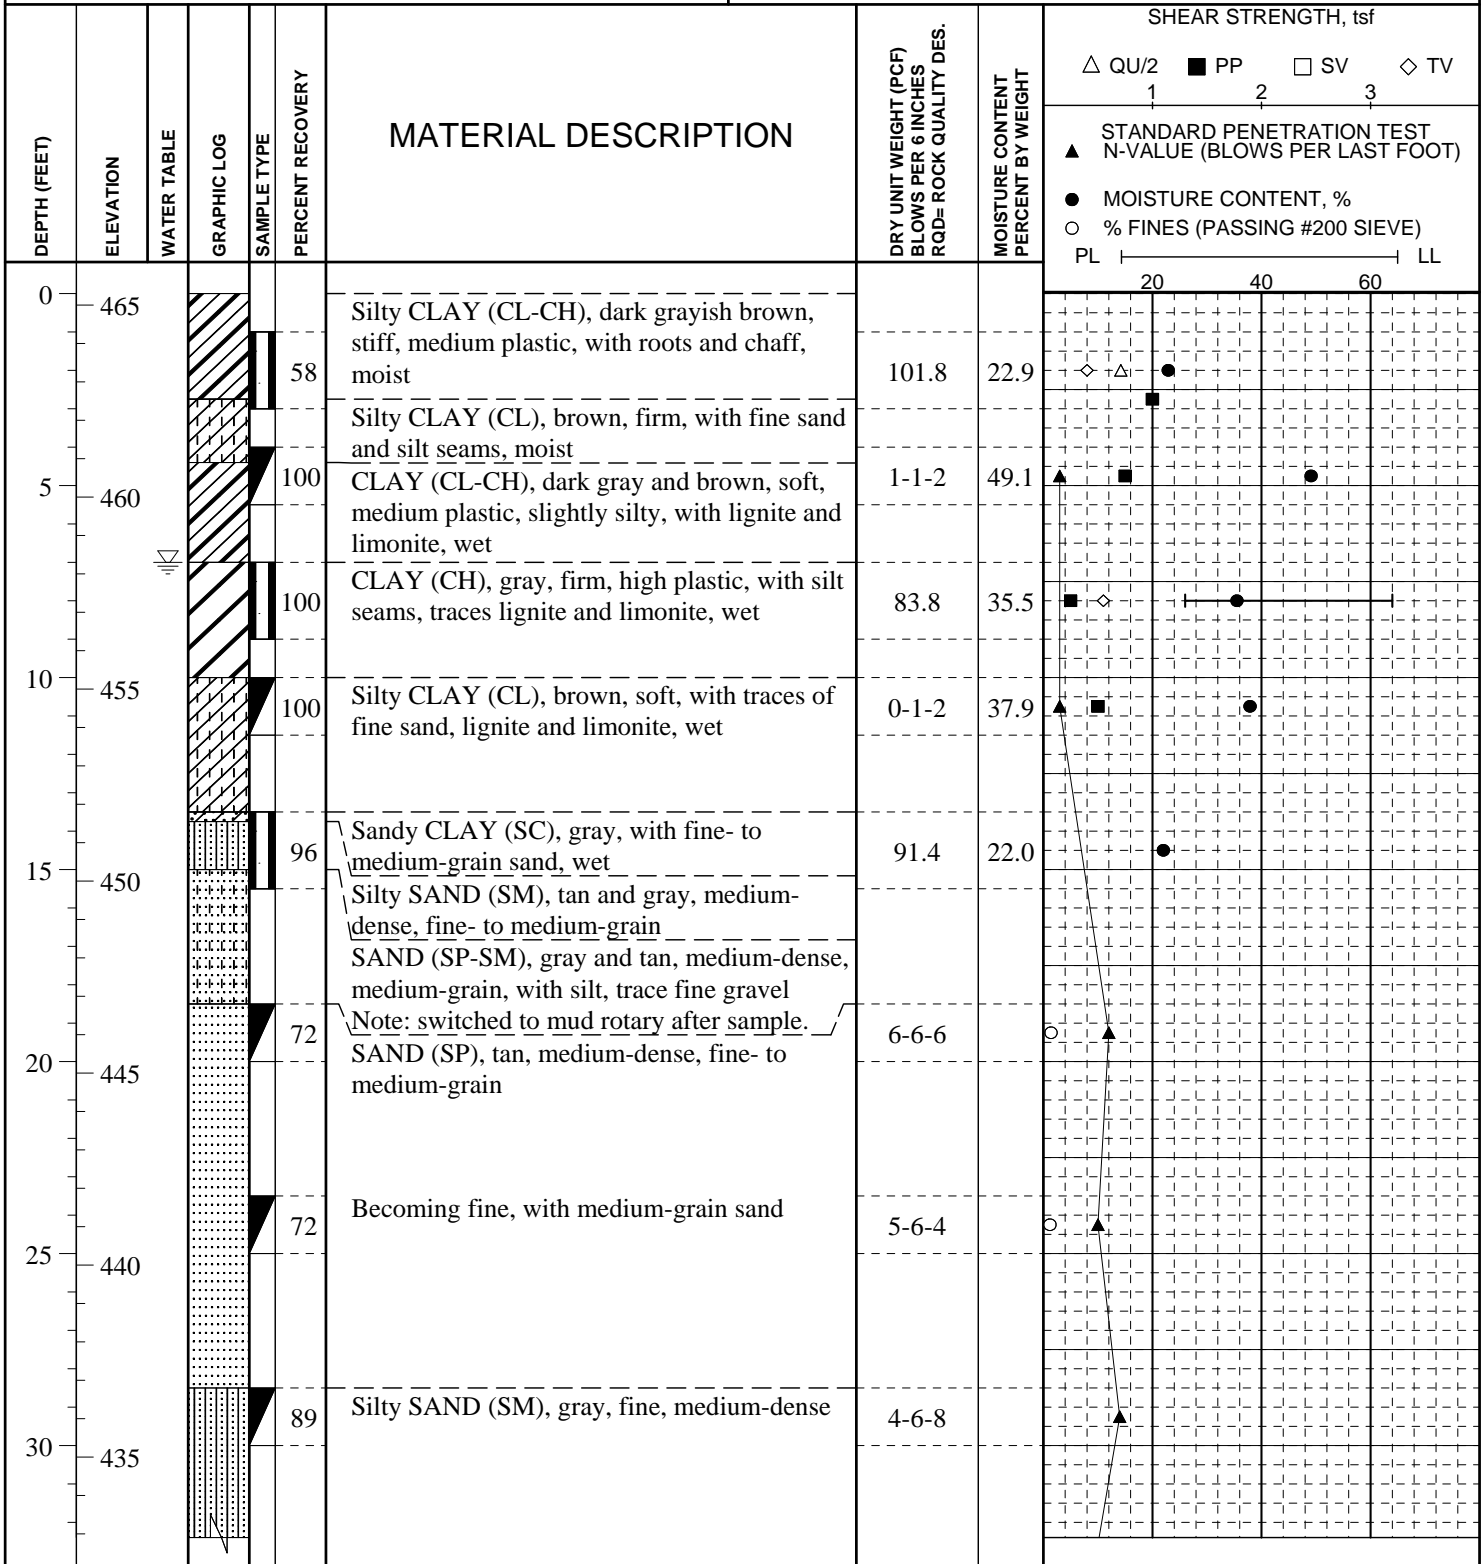 DEPTH (FEET)
ELEVATION
WATER TABLE
GRAPHIC LOG
SAMPLE TYPE
PERCENT RECOVERY
MATERIAL DESCRIPTION
DRY UNIT WEIGHT (PCF)
BLOWS PER 6 INCHES
RQD= ROCK QUALITY DES.
MOISTURE CONTENT
PERCENT BY WEIGHT
SHEAR STRENGTH, tsf
△ QU/2 ■ PP □ SV ◇ TV
1 2 3
STANDARD PENETRATION TEST
▲ N-VALUE (BLOWS PER LAST FOOT)
● MOISTURE CONTENT, %
○ % FINES (PASSING #200 SIEVE)
PL LL
20 40 60
0
465
Silty CLAY (CL-CH), dark grayish brown,
stiff, medium plastic, with roots and chaff,
moist
58 101.8 22.9
Silty CLAY (CL), brown, firm, with fine sand
and silt seams, moist
100 1-1-2 49.1
CLAY (CL-CH), dark gray and brown, soft,
medium plastic, slightly silty, with lignite and
limonite, wet
5
460
CLAY (CH), gray, firm, high plastic, with silt
seams, traces lignite and limonite, wet
100 83.8 35.5
10
455
Silty CLAY (CL), brown, soft, with traces of
fine sand, lignite and limonite, wet
100 0-1-2 37.9
Sandy CLAY (SC), gray, with fine- to
medium-grain sand, wet
96 91.4 22.0
15
450
Silty SAND (SM), tan and gray, medium-
dense, fine- to medium-grain
SAND (SP-SM), gray and tan, medium-dense,
medium-grain, with silt, trace fine gravel
Note: switched to mud rotary after sample.
72 6-6-6
SAND (SP), tan, medium-dense, fine- to
medium-grain
20
445
Becoming fine, with medium-grain sand
72 5-6-4
25
440
Silty SAND (SM), gray, fine, medium-dense
89 4-6-8
30
435